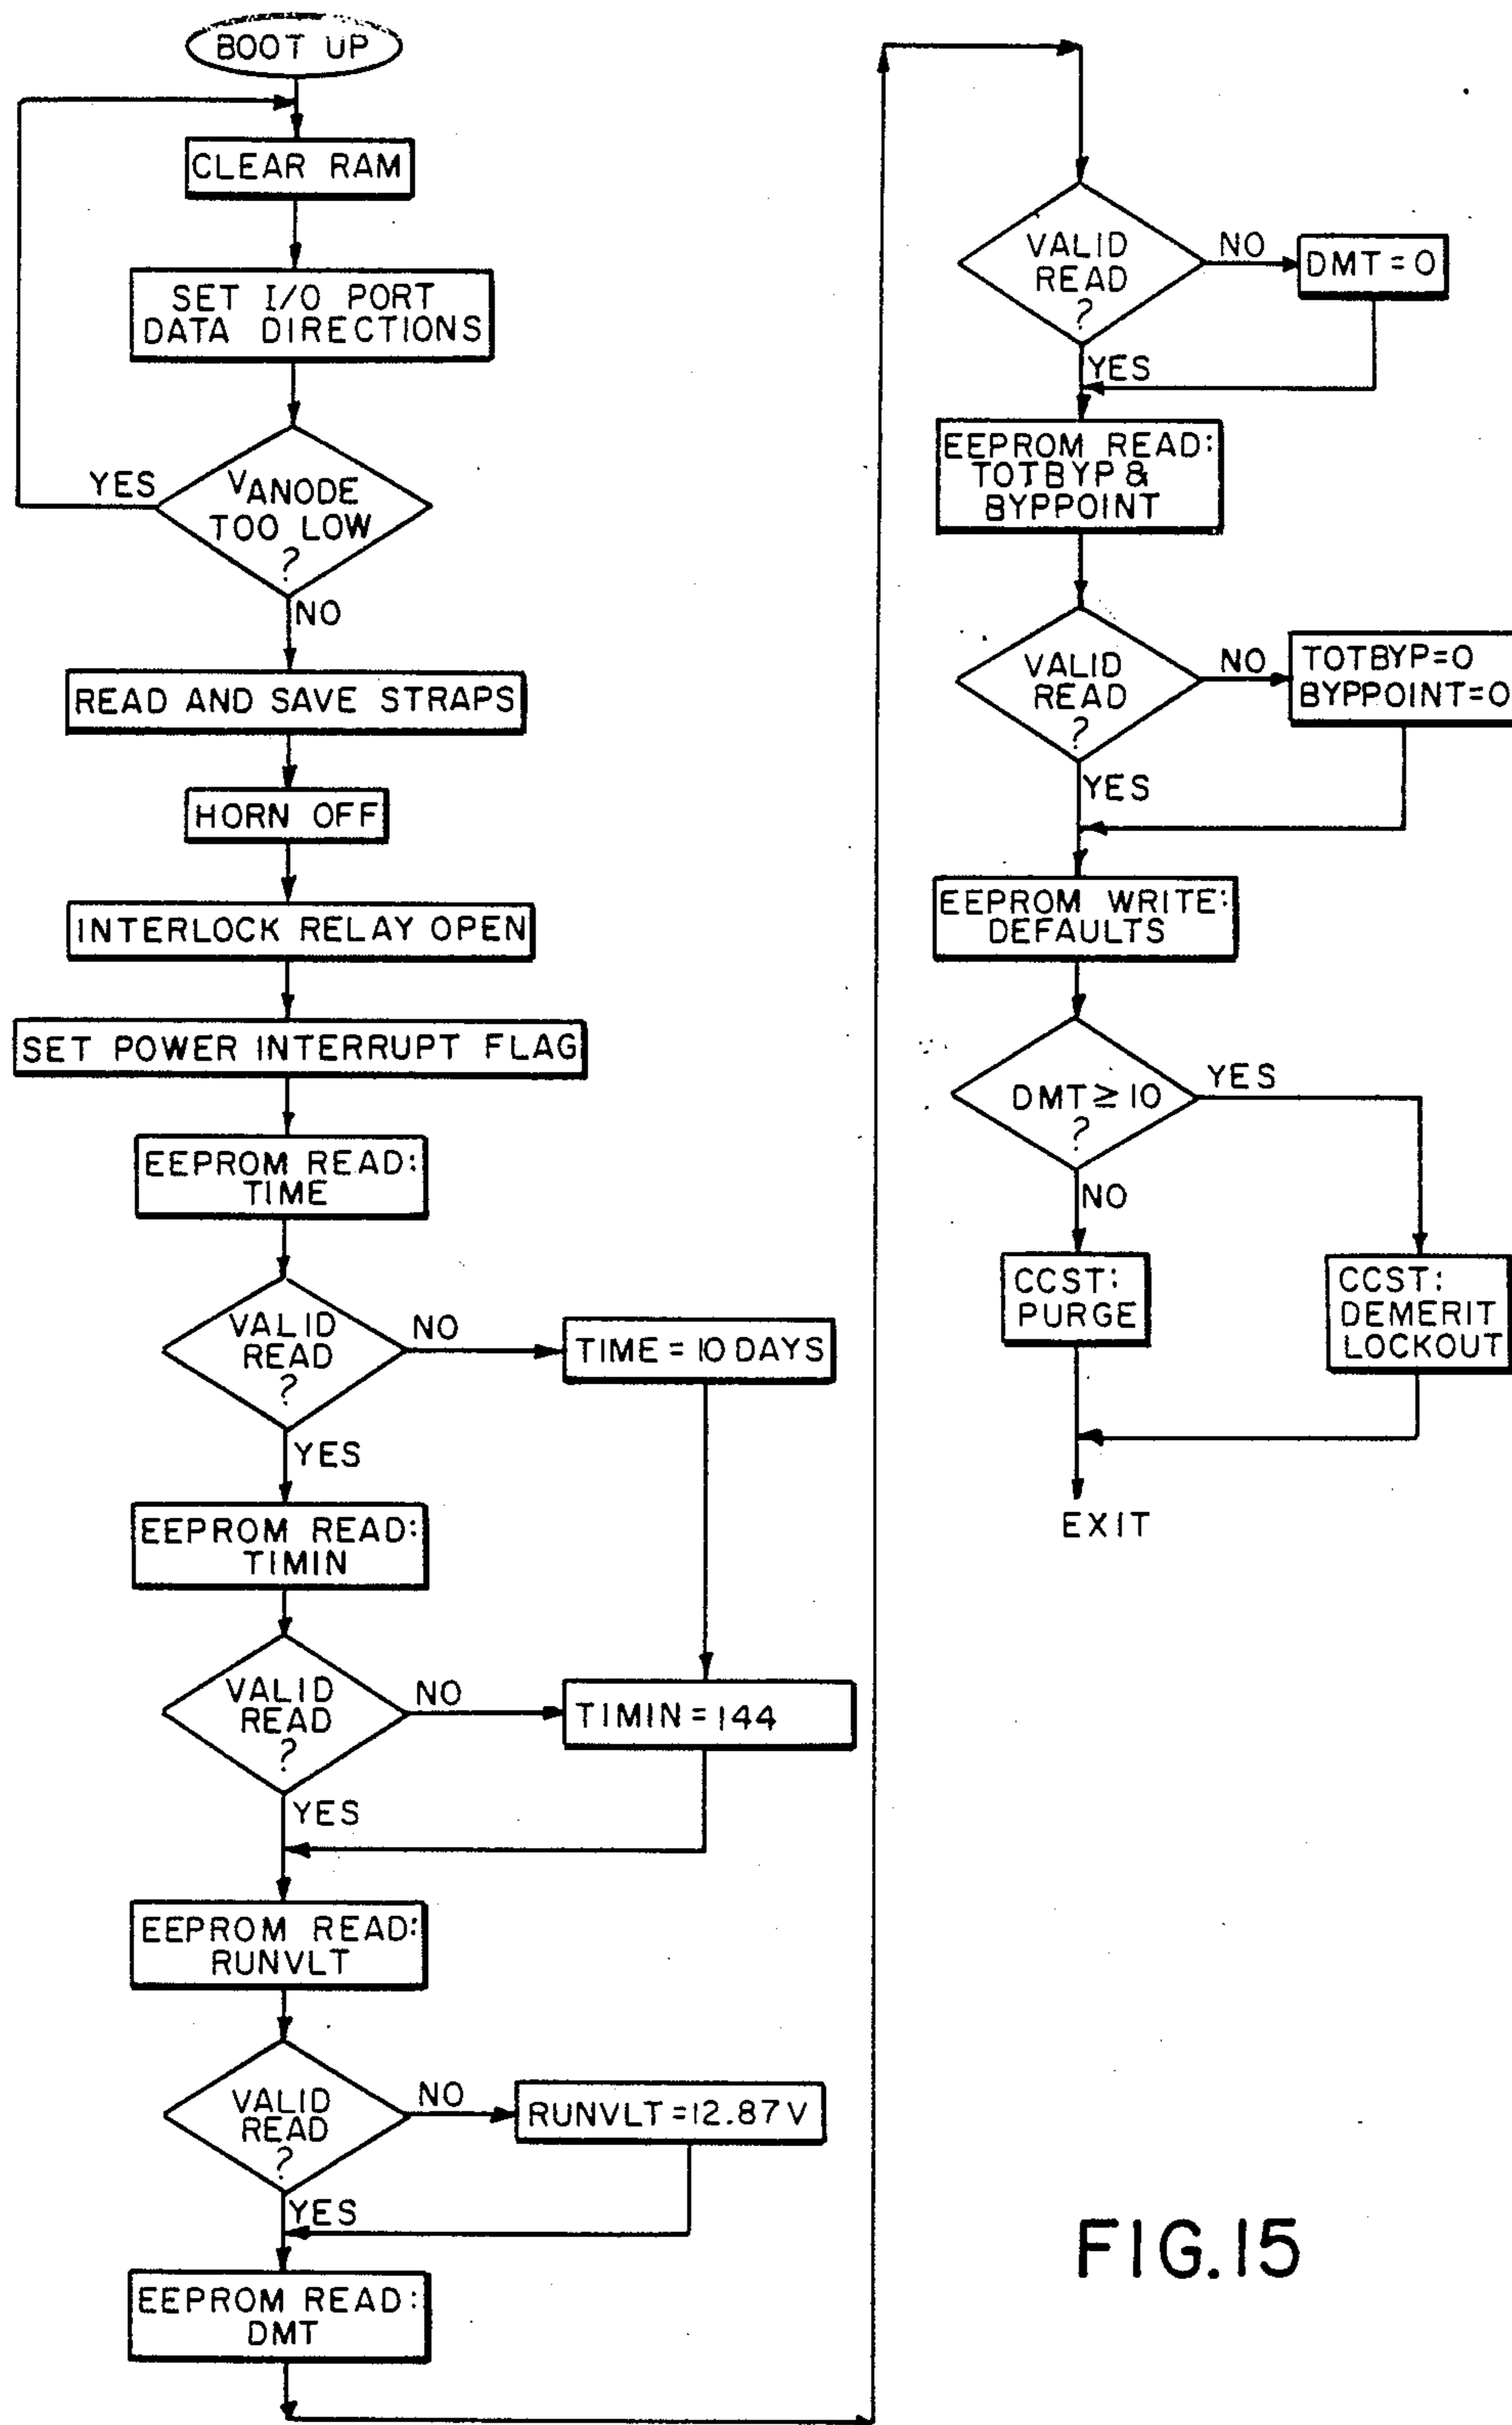 BOOT UP
CLEAR RAM
SET I/O PORT
DATA DIRECTIONS
YES
VANODE
TOO LOW
?
NO
READ AND SAVE STRAPS
HORN OFF
INTERLOCK RELAY OPEN
SET POWER INTERRUPT FLAG
EEPROM READ:
TIME
VALID
READ
?
NO
TIME = 10 DAYS
YES
EEPROM READ:
TIMIN
VALID
READ
?
NO
TIMIN = 144
YES
EEPROM READ:
RUNVLT
VALID
READ
?
NO
RUNVLT = 12.87 V
YES
EEPROM READ:
DMT
VALID
READ
?
NO
DMT = 0
YES
EEPROM READ:
TOTBYP &
BYPPOINT
VALID
READ
?
NO
TOTBYP=0
BYPPOINT=0
YES
EEPROM WRITE:
DEFAULTS
DMT ≥ 10
?
YES
NO
CCST:
PURGE
CCST:
DEMERIT
LOCKOUT
EXIT
FIG.15